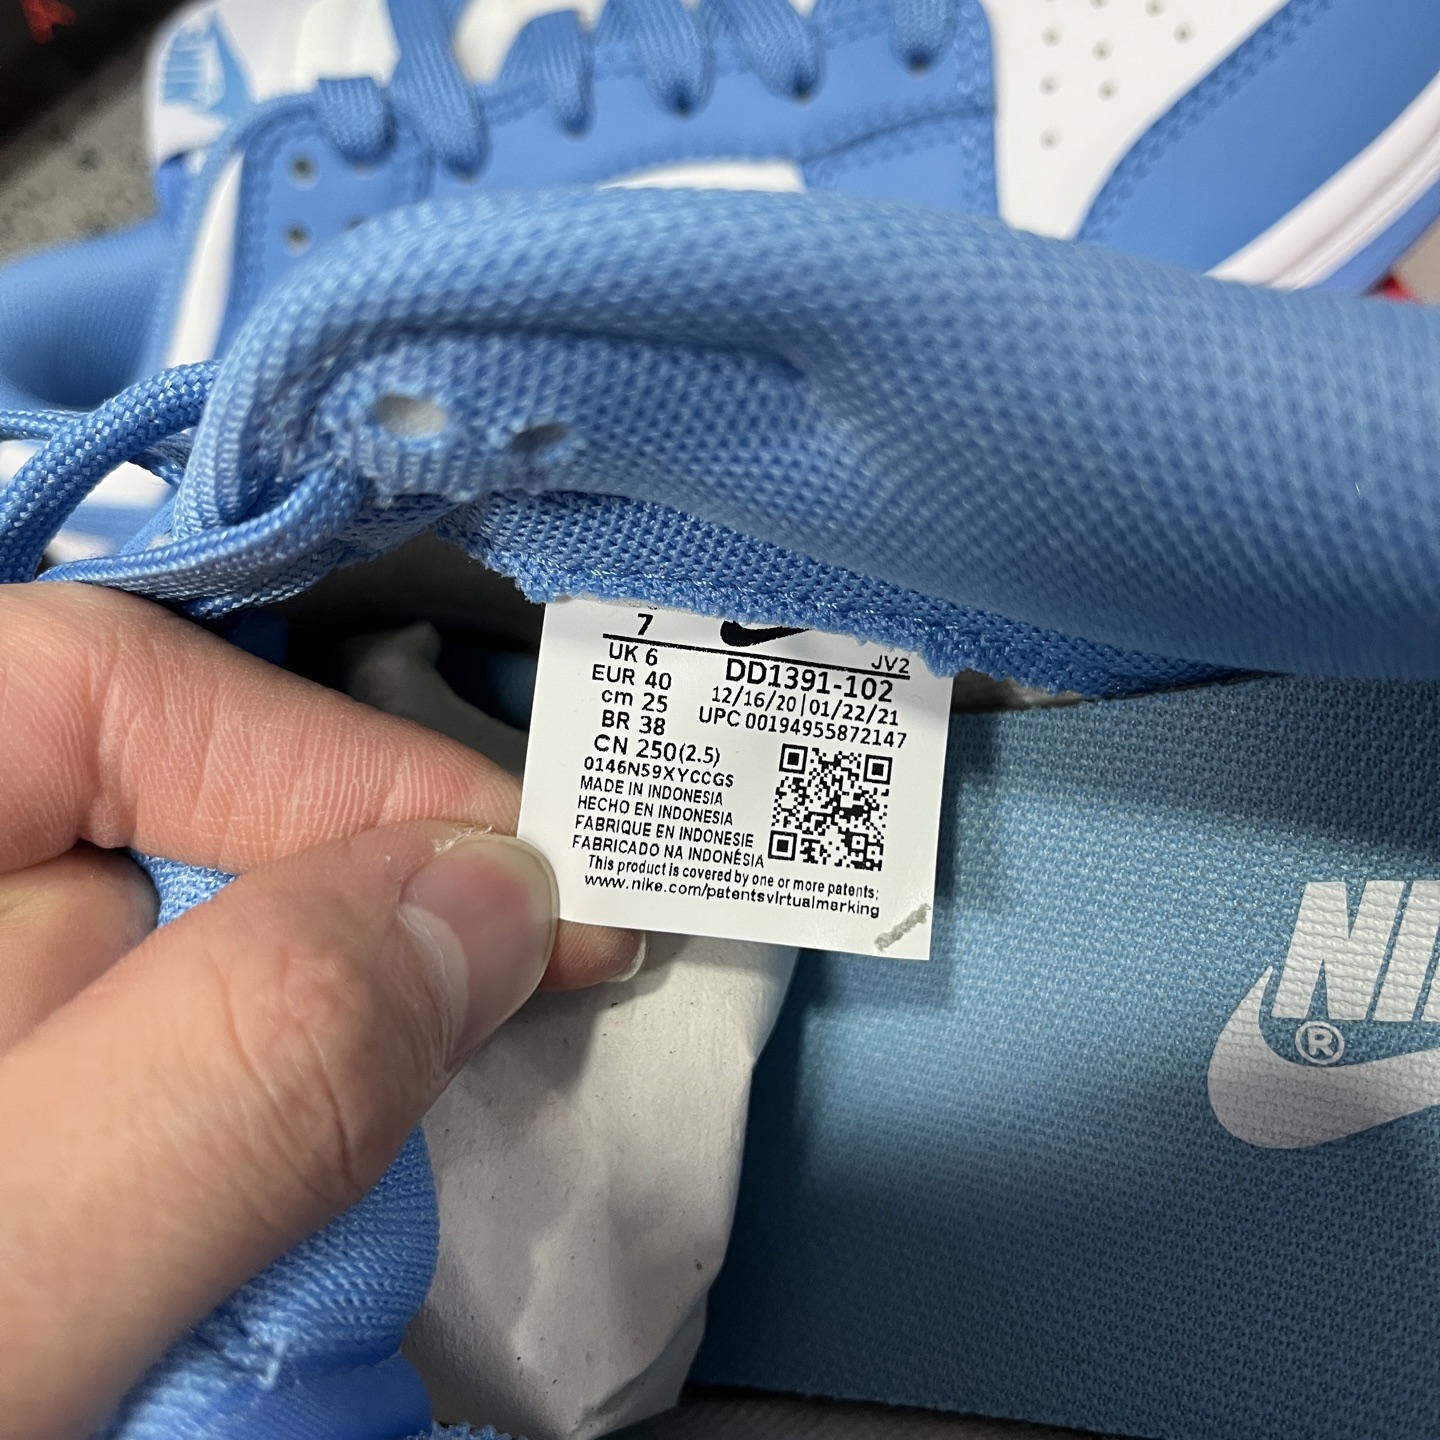 NIKE
7
JV2
UK 6
DD1391-102
EUR 40
12/16/20|01/22/21
cm 25
UPC 00194955872147
BR 38
CN 250(2.5)
0146N59XYCCGS
MADE IN INDONESIA
HECHO EN INDONESIA
FABRIQUE EN INDONESIE
FABRICADO NA INDONÉSIA
This product is covered by one or more patents;
www.nike.com/patentsvirtualmarking
NI
®